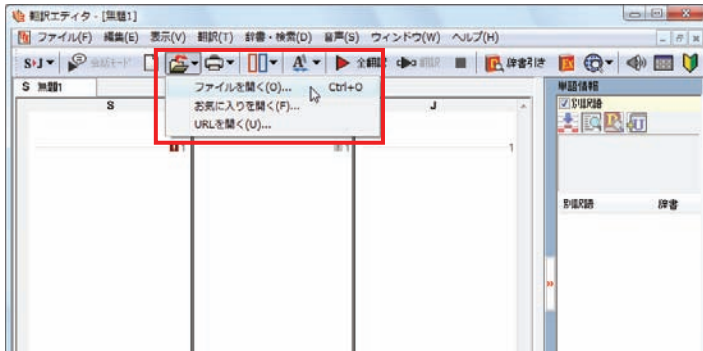 翻訳エディタ - [無題1]
ファイル(F) 編集(E) 表示(V) 翻訳(T) 辞書・検索(D) 音声(S) ウィンドウ(W) ヘルプ(H)
S›J 会話モード 全翻訳 辞書引き
S 無題1
単語情報
ファイルを開く(O)... Ctrl+O
別訳語
S J
お気に入りを開く(F)...
URLを開く(U)...
1 1 1
別訳語 辞書